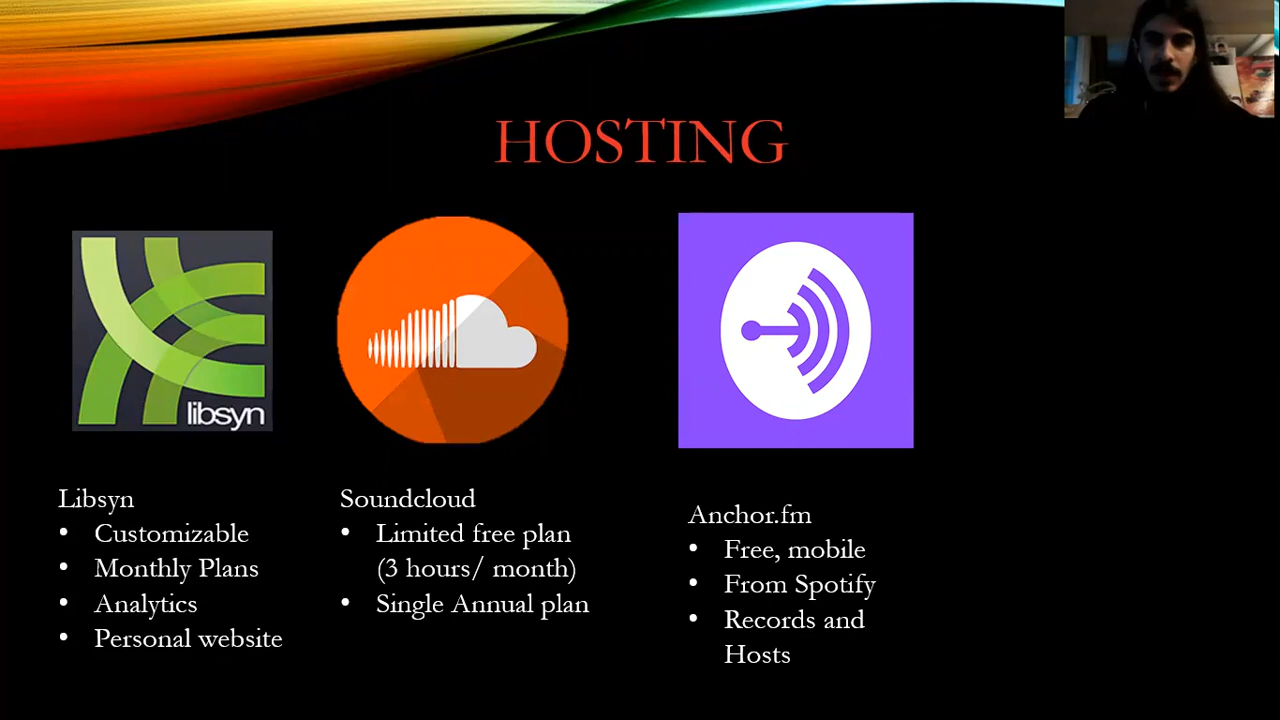 HOSTING
libsyn
Libsyn
• Customizable
• Monthly Plans
• Analytics
• Personal website
Soundcloud
• Limited free plan
(3 hours/ month)
• Single Annual plan
Anchor.fm
• Free, mobile
• From Spotify
• Records and
Hosts